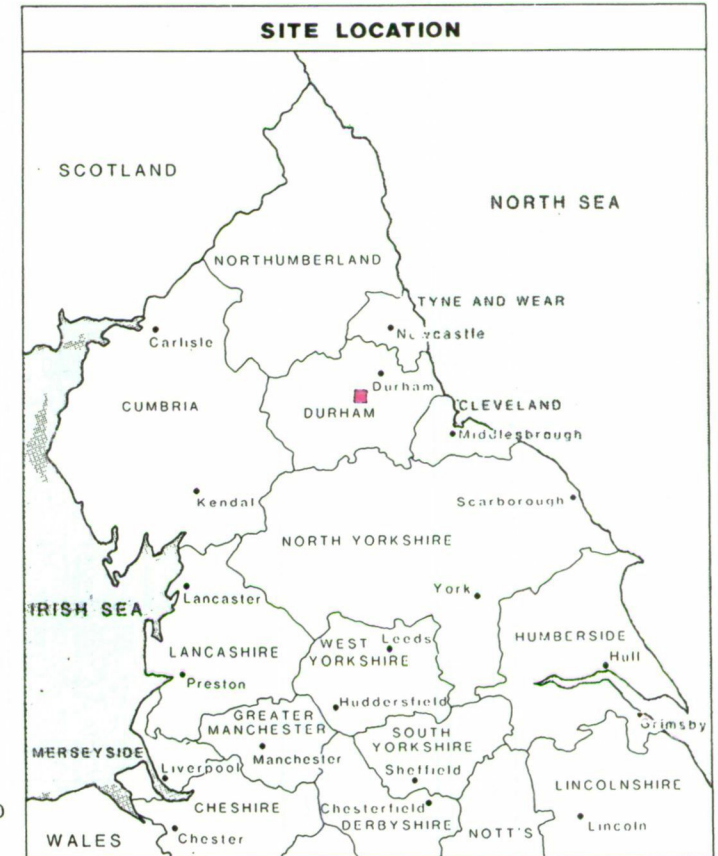 SITE LOCATION
SCOTLAND
NORTH SEA
NORTHUMBERLAND
TYNE AND WEAR
Newcastle
Carlisle
Durham
CUMBRIA
DURHAM
CLEVELAND
Middlesbrough
Kendal
Scarborough
NORTH YORKSHIRE
York
Lancaster
IRISH SEA
HUMBERSIDE
WEST
YORKSHIRE
Leeds
LANCASHIRE
Hull
Preston
Huddersfield
GREATER
MANCHESTER
Grimsby
SOUTH
YORKSHIRE
MERSEYSIDE
Manchester
Liverpool
Sheffield
LINCOLNSHIRE
CHESHIRE
Chesterfield
DERBYSHIRE
NOTT'S
Lincoln
WALES
Chester